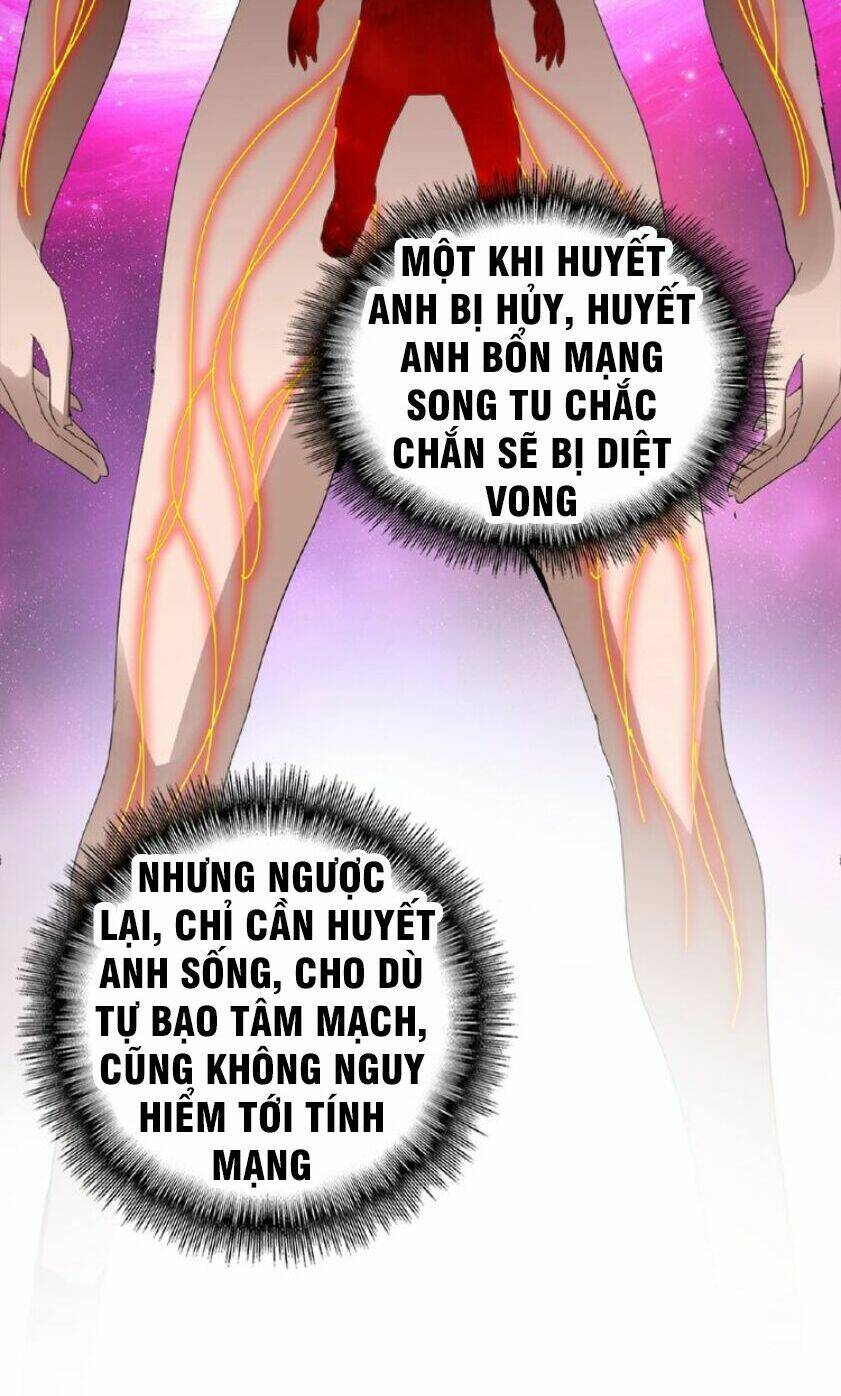 MỘT KHI HUYẾT
ANH BỊ HỦY, HUYẾT
ANH BỔN MẠNG
SONG TU CHẮC
CHẮN SẼ BỊ DIỆT
VONG
NHƯNG NGƯỢC
LẠI, CHỈ CẦN HUYẾT
ANH SỐNG, CHO DÙ
TỰ BẠO TÂM MẠCH,
CŨNG KHÔNG NGUY
HIỂM TỚI TÍNH
MẠNG